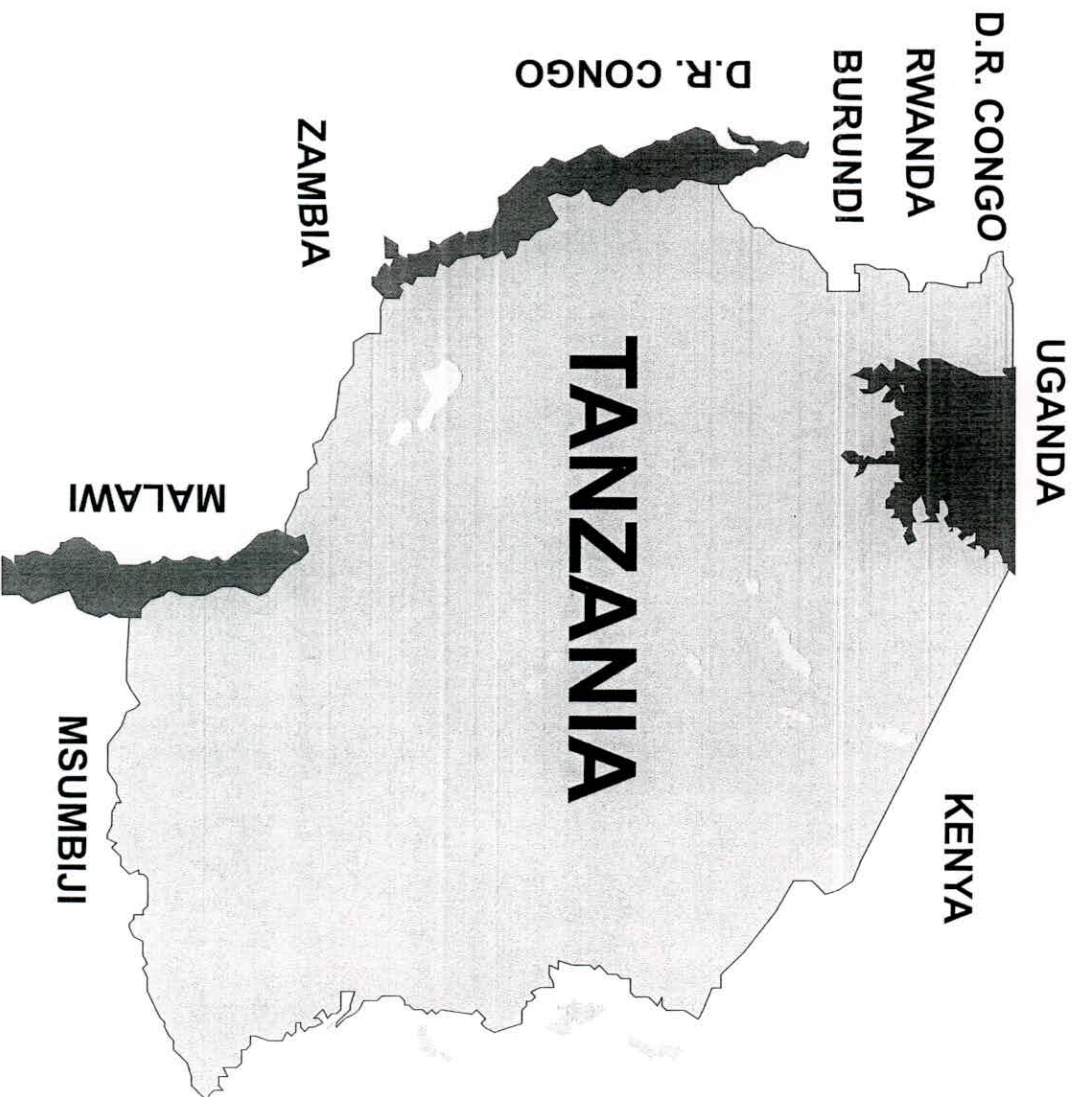 UGANDA
D.R. CONGO
RWANDA
BURUNDI
KENYA
D.R. CONGO
TANZANIA
ZAMBIA
MALAWI
MSUMBIJI